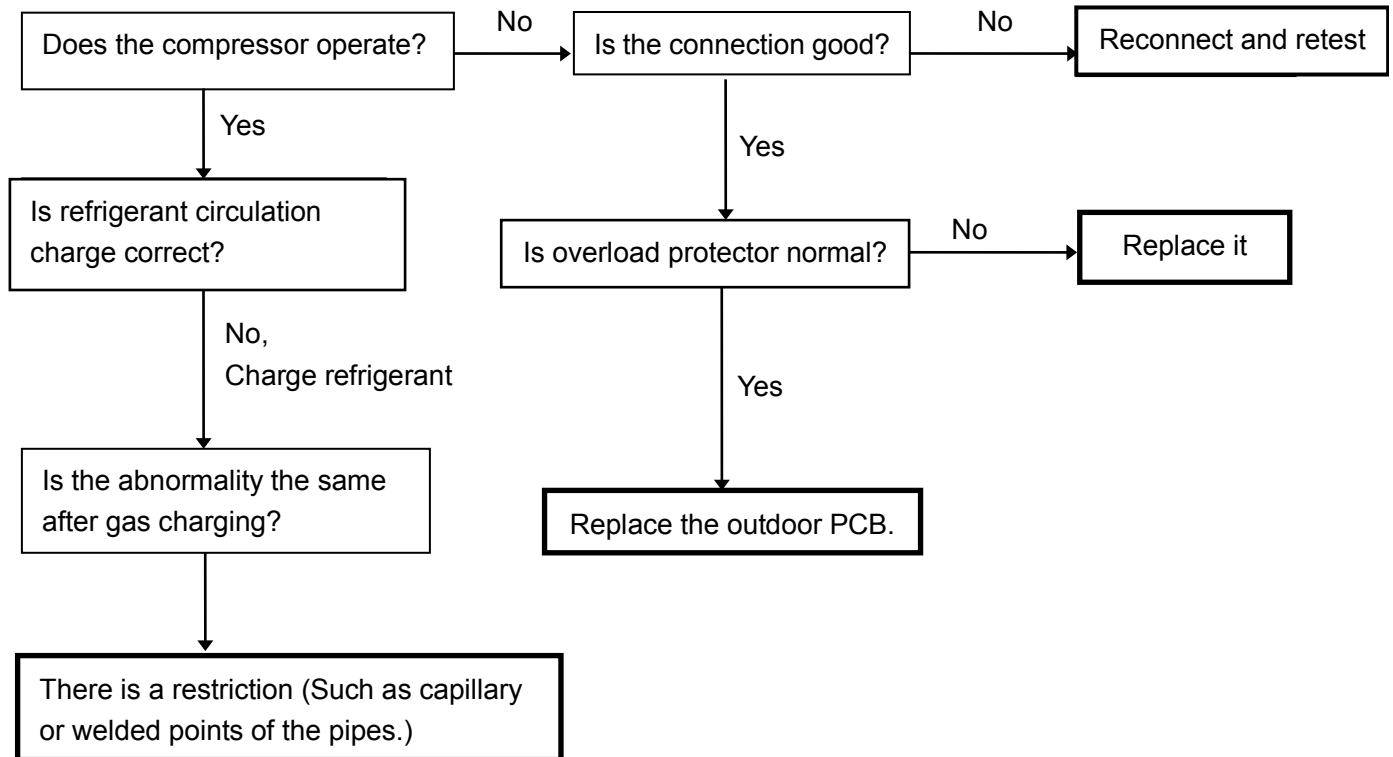 Does the compressor operate?
No
Is the connection good?
No
Reconnect and retest
Yes
Yes
Is refrigerant circulation
charge correct?
Is overload protector normal?
No
Replace it
No,
Charge refrigerant
Yes
Is the abnormality the same
after gas charging?
Replace the outdoor PCB.
There is a restriction (Such as capillary
or welded points of the pipes.)